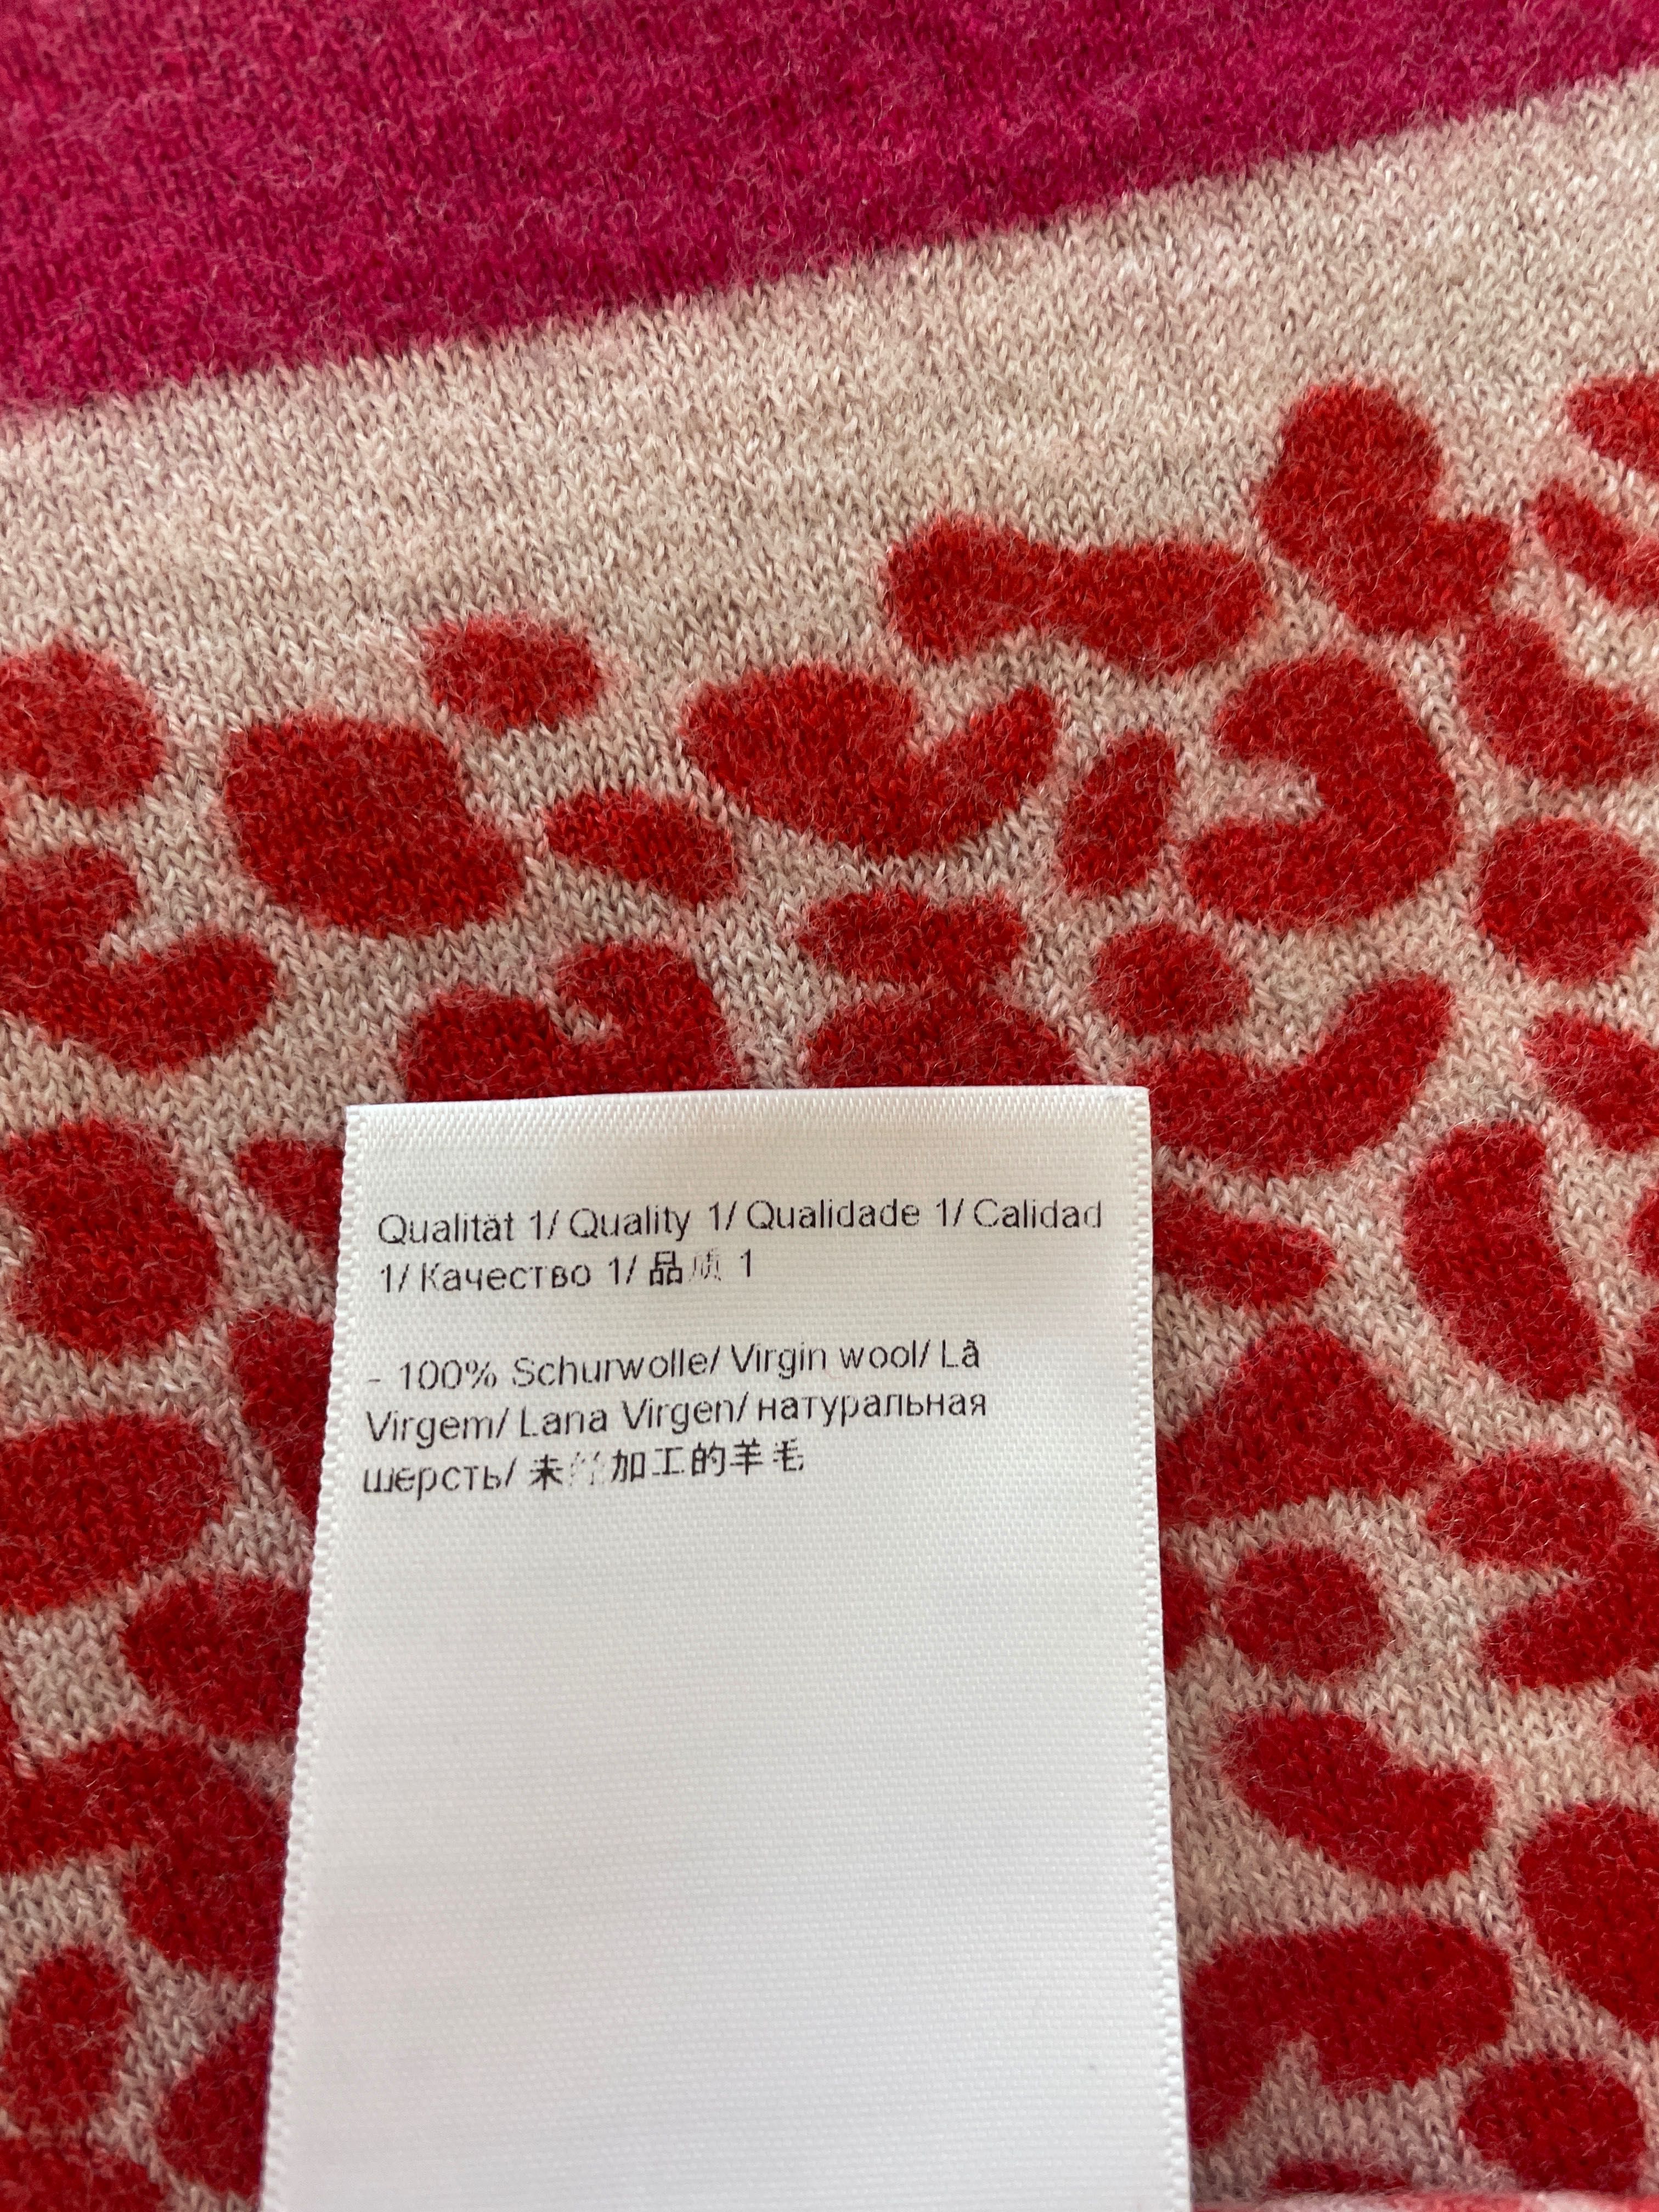 Qualität 1/ Quality 1/ Qualidade 1/ Calidad
1/ Качество 1/ 品质 1
- 100% Schurwolle/ Virgin wool/ Lã
Virgem/ Lana Virgen/ натуральная
шерсть/ 未经加工的羊毛